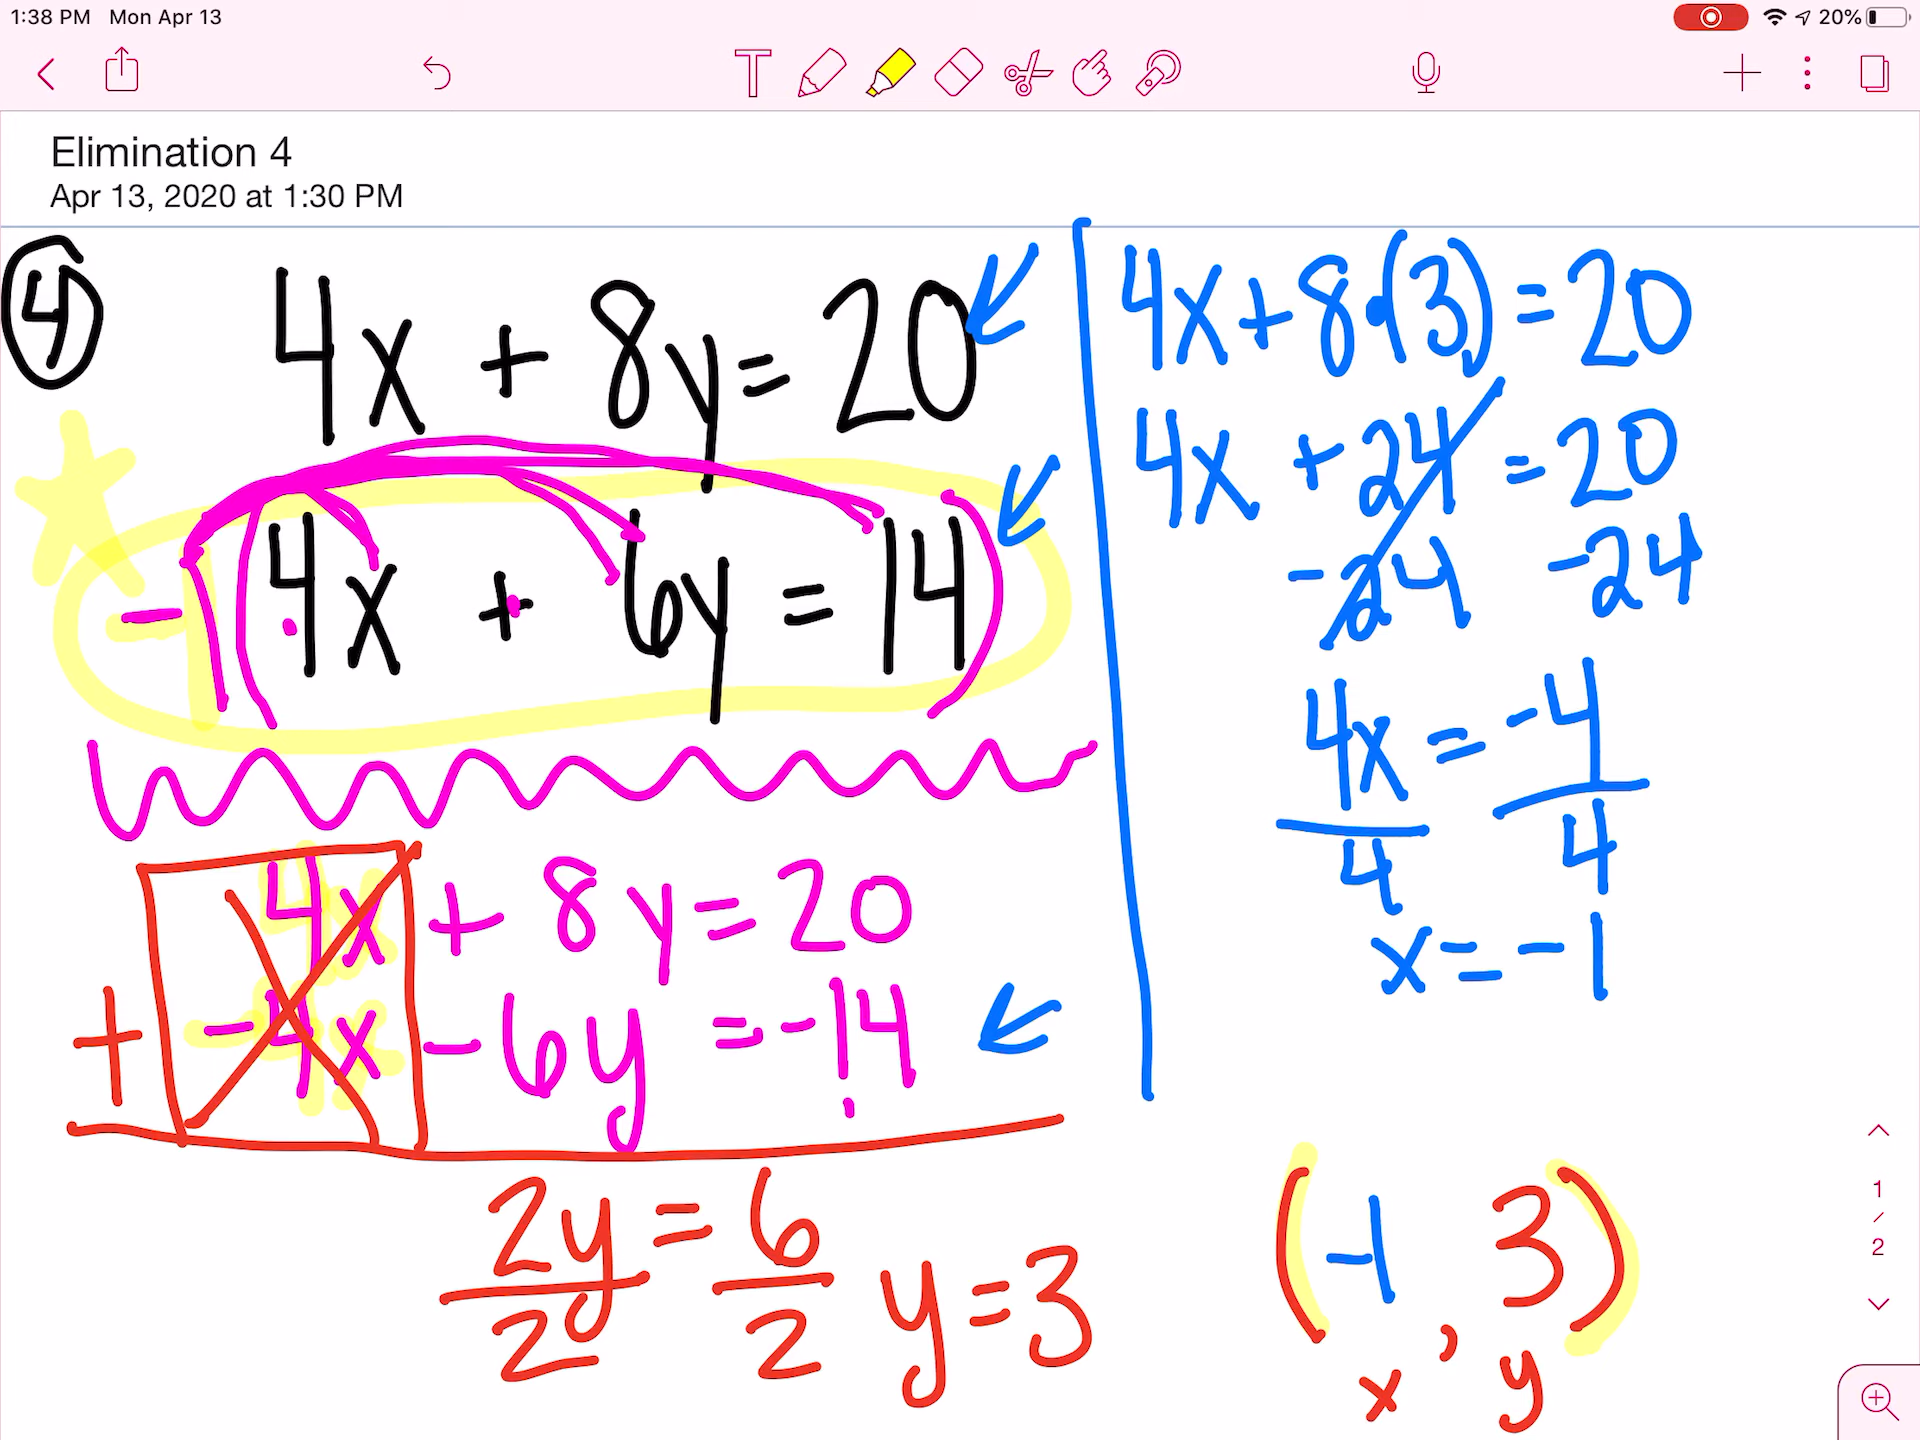 1:38 PM Mon Apr 13
20%
T
Elimination 4
Apr 13, 2020 at 1:30 PM
④
4x + 8y = 20
-1(4x + 6y = 14)
4x + 8y = 20
+ -4x - 6y = -14
2y = 6
2 2
y = 3
4x + 8·(3) = 20
4x + 24 = 20
-24 -24
4x = -4
4 4
x = -1
(-1, 3)
x y
1
/
2